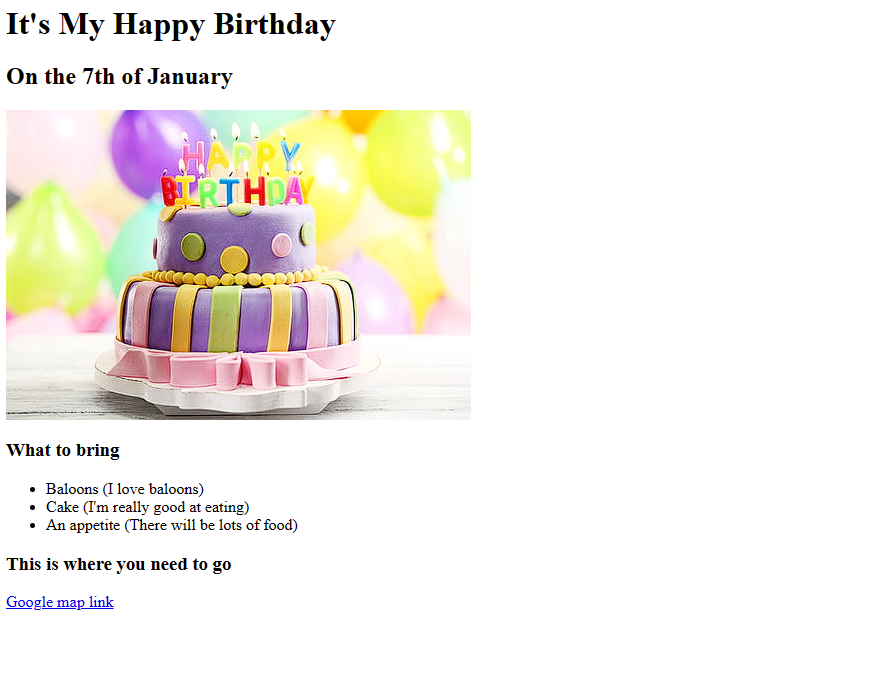 It's My Happy Birthday
On the 7th of January
HAPPY
BIRTHDAY
What to bring
Baloons (I love baloons)
Cake (I'm really good at eating)
An appetite (There will be lots of food)
This is where you need to go
Google map link